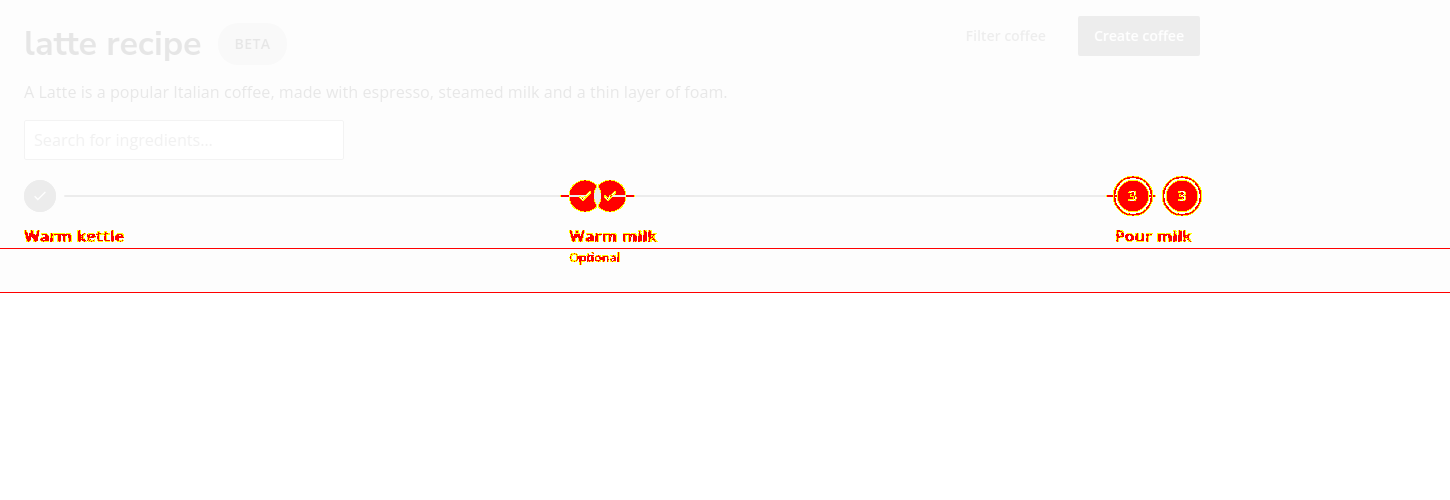 latte recipe BETA
Filter coffee Create coffee
A Latte is a popular Italian coffee, made with espresso, steamed milk and a thin layer of foam.
Search for ingredients...
3 3
Warm kettle Warm milk Pour milk
Optional